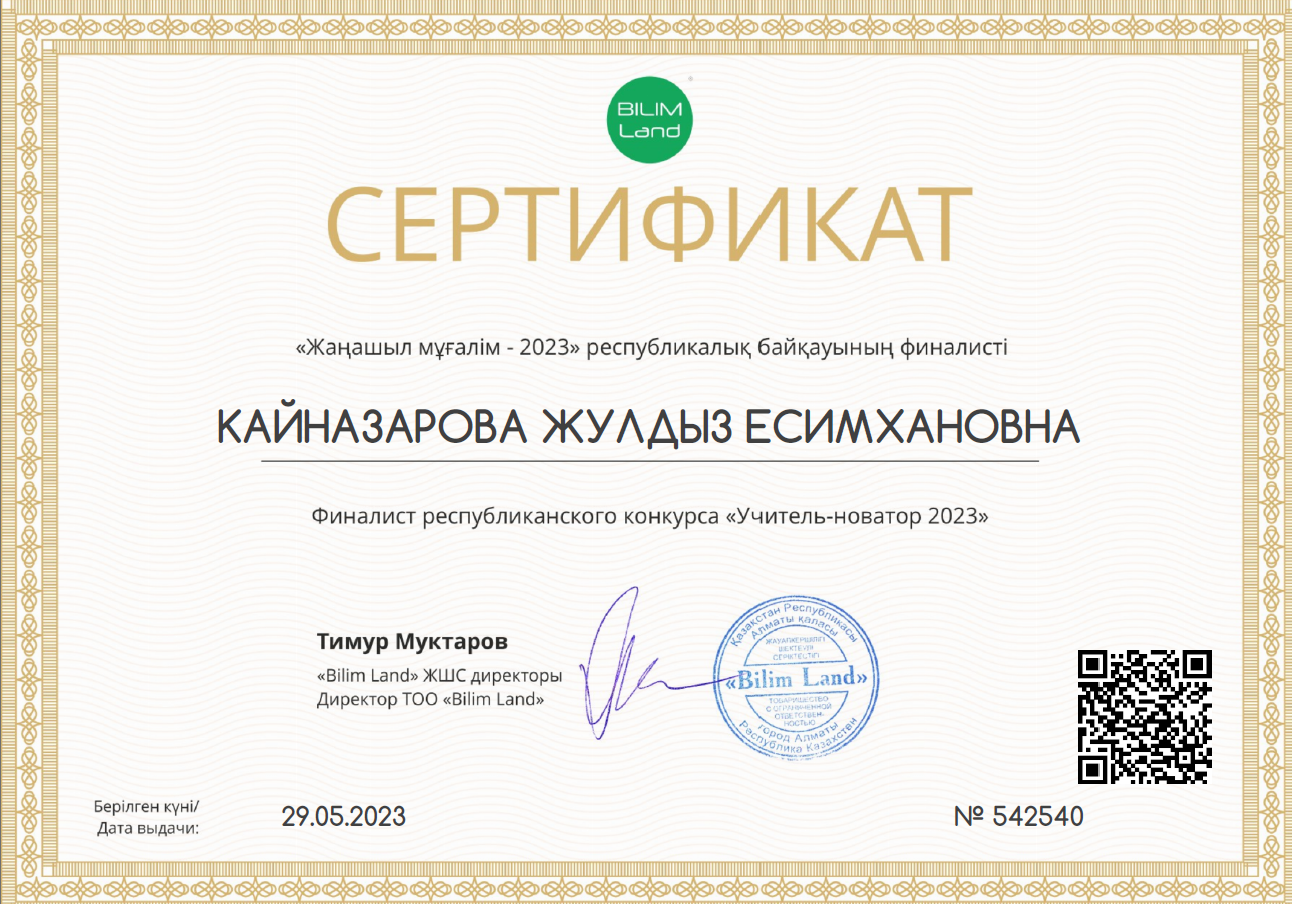 BILIM
Land
СЕРТИФИКАТ
«Жаңашыл мұғалім - 2023» республикалық байқауының финалисті
КАЙНАЗАРОВА ЖУЛДЫЗ ЕСИМХАНОВНА
Финалист республиканского конкурса «Учитель-новатор 2023»
Тимур Муктаров
«Bilim Land» ЖШС директоры
Директор ТОО «Bilim Land»
Қазақстан Республикасы
Алматы қаласы
ЖАУАПКЕРШІЛІГІ
ШЕКТЕУЛІ
СЕРІКТЕСТІГІ
«Bilim Land»
ТОВАРИЩЕСТВО
С ОГРАНИЧЕННОЙ
ОТВЕТСТВЕН-
НОСТЬЮ
город Алматы
Республика Казахстан
Берілген күні/
Дата выдачи:
29.05.2023
№ 542540